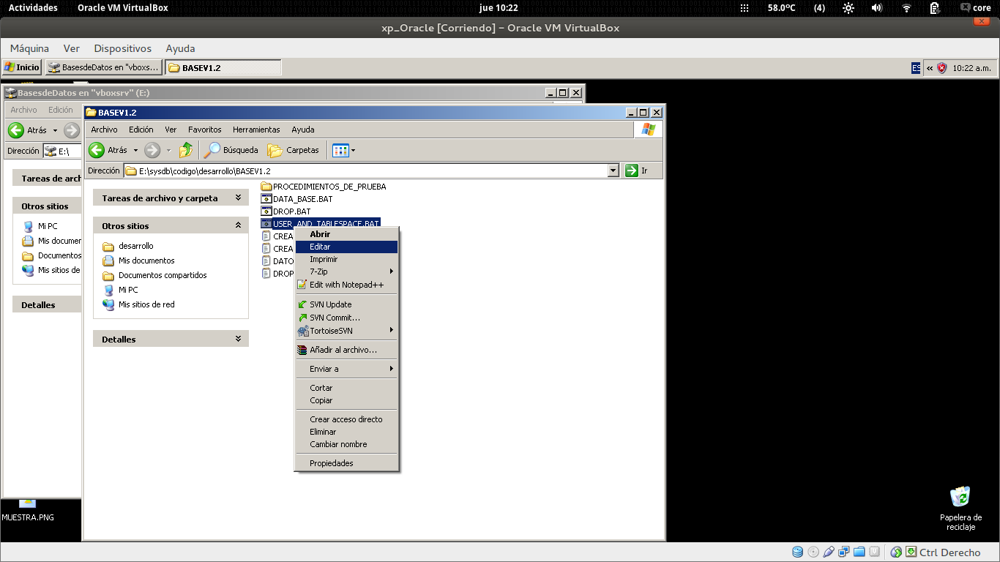 Actividades Oracle VM VirtualBox jue 10:22 58.0ºC (4) core
xp_Oracle [Corriendo] - Oracle VM VirtualBox
Máquina Ver Dispositivos Ayuda
Inicio BasesdeDatos en "vboxs... BASEV1.2 ES « 10:22 a.m.
BasesdeDatos en "vboxsrv" (E:)
Archivo Edición
Atrás
Dirección E:\
Tareas de arch
Otros sitios
Mi PC
Mis documen
Documentos
Mis sitios de
Detalles
BASEV1.2
Archivo Edición Ver Favoritos Herramientas Ayuda
Atrás Búsqueda Carpetas
Dirección E:\sysdb\codigo\desarrollo\BASEV1.2 Ir
Tareas de archivo y carpeta
Otros sitios
desarrollo
Mis documentos
Documentos compartidos
Mi PC
Mis sitios de red
Detalles
PROCEDIMIENTOS_DE_PRUEBA
DATA_BASE.BAT
DROP.BAT
USER_AND_TABLESPACE.BAT
CREA
CREA
DATO
DROP
Abrir
Editar
Imprimir
7-Zip
Edit with Notepad++
SVN Update
SVN Commit...
TortoiseSVN
Añadir al archivo...
Enviar a
Cortar
Copiar
Crear acceso directo
Eliminar
Cambiar nombre
Propiedades
MUESTRA.PNG
Papelera de
reciclaje
Ctrl Derecho